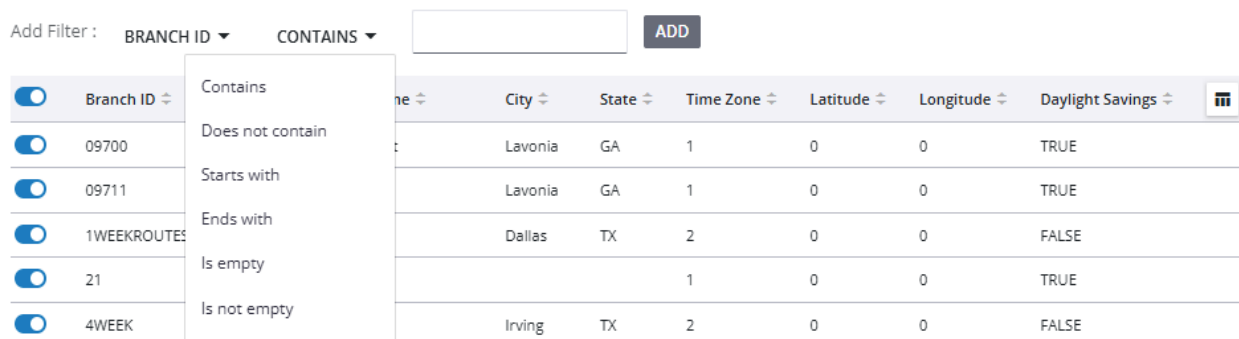 Add Filter : BRANCH ID CONTAINS ADD
Branch ID ne City State Time Zone Latitude Longitude Daylight Savings
Contains
Does not contain
Starts with
Ends with
Is empty
Is not empty
09700 t Lavonia GA 1 0 0 TRUE
09711 Lavonia GA 1 0 0 TRUE
1WEEKROUTES Dallas TX 2 0 0 FALSE
21 1 0 0 TRUE
4WEEK Irving TX 2 0 0 FALSE